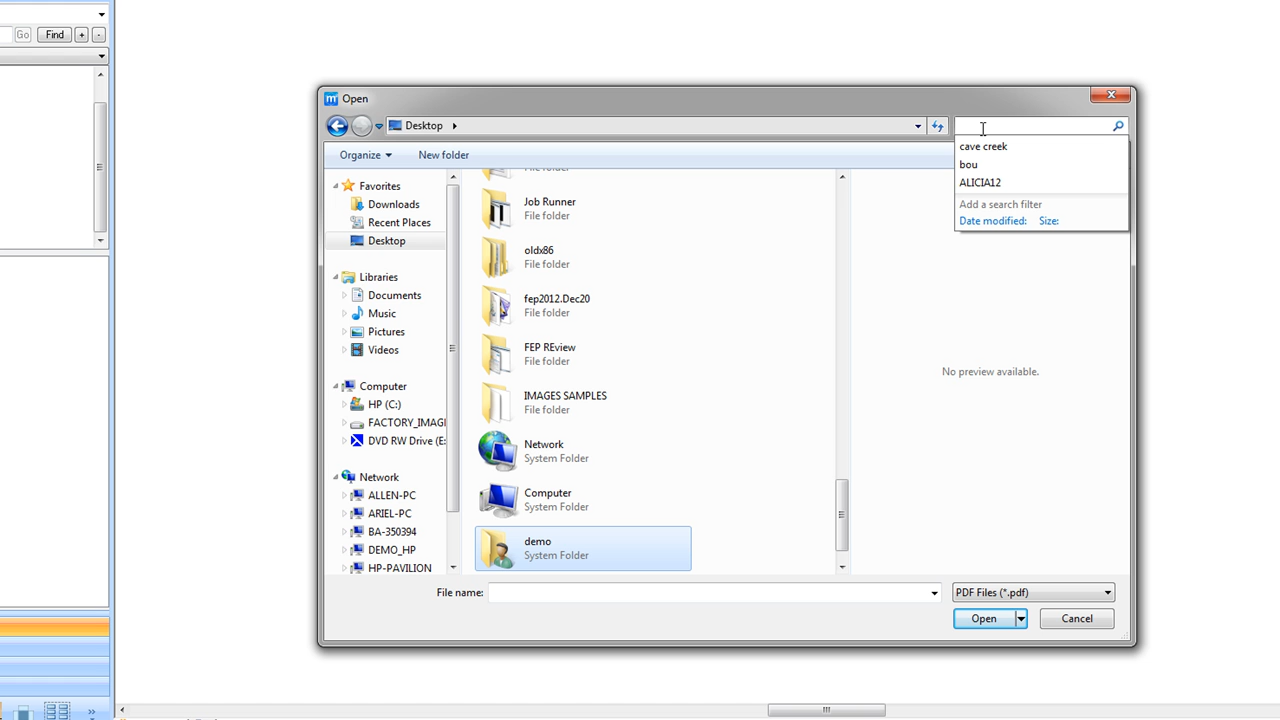 Go Find + -
m Open
Desktop
cave creek
bou
ALICIA12
Add a search filter
Date modified: Size:
Organize New folder
Favorites
Downloads
Recent Places
Desktop
Libraries
Documents
Music
Pictures
Videos
Computer
HP (C:)
FACTORY_IMAG
DVD RW Drive (E:
Network
ALLEN-PC
ARIEL-PC
BA-350394
DEMO_HP
HP-PAVILION
Job Runner
File folder
oldx86
File folder
fep2012.Dec20
File folder
FEP REview
File folder
IMAGES SAMPLES
File folder
Network
System Folder
Computer
System Folder
demo
System Folder
No preview available.
File name:
PDF Files (*.pdf)
Open Cancel